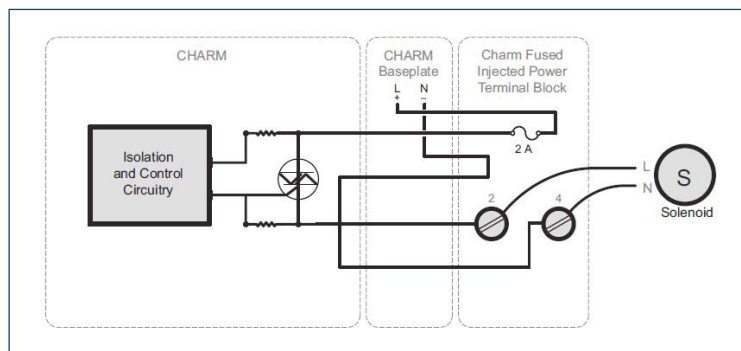 CHARM
CHARM
Baseplate
L N
+ –
Charm Fused
Injected Power
Terminal Block
2 A
Isolation
and Control
Circuitry
2
4
L
N
S
Solenoid